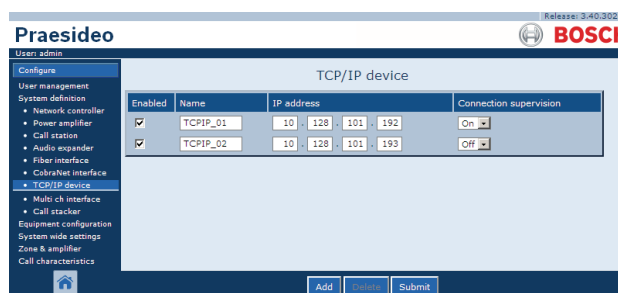 Release: 3.40.302
Praesideo
BOSCH
User: admin
Configure
User management
System definition
• Network controller
• Power amplifier
• Call station
• Audio expander
• Fiber interface
• CobraNet interface
• TCP/IP device
• Multi ch interface
• Call stacker
Equipment configuration
System wide settings
Zone & amplifier
Call characteristics
TCP/IP device
Enabled Name IP address Connection supervision
TCPIP_01 10 . 128 . 101 . 192 On
TCPIP_02 10 . 128 . 101 . 193 Off
Add Delete Submit